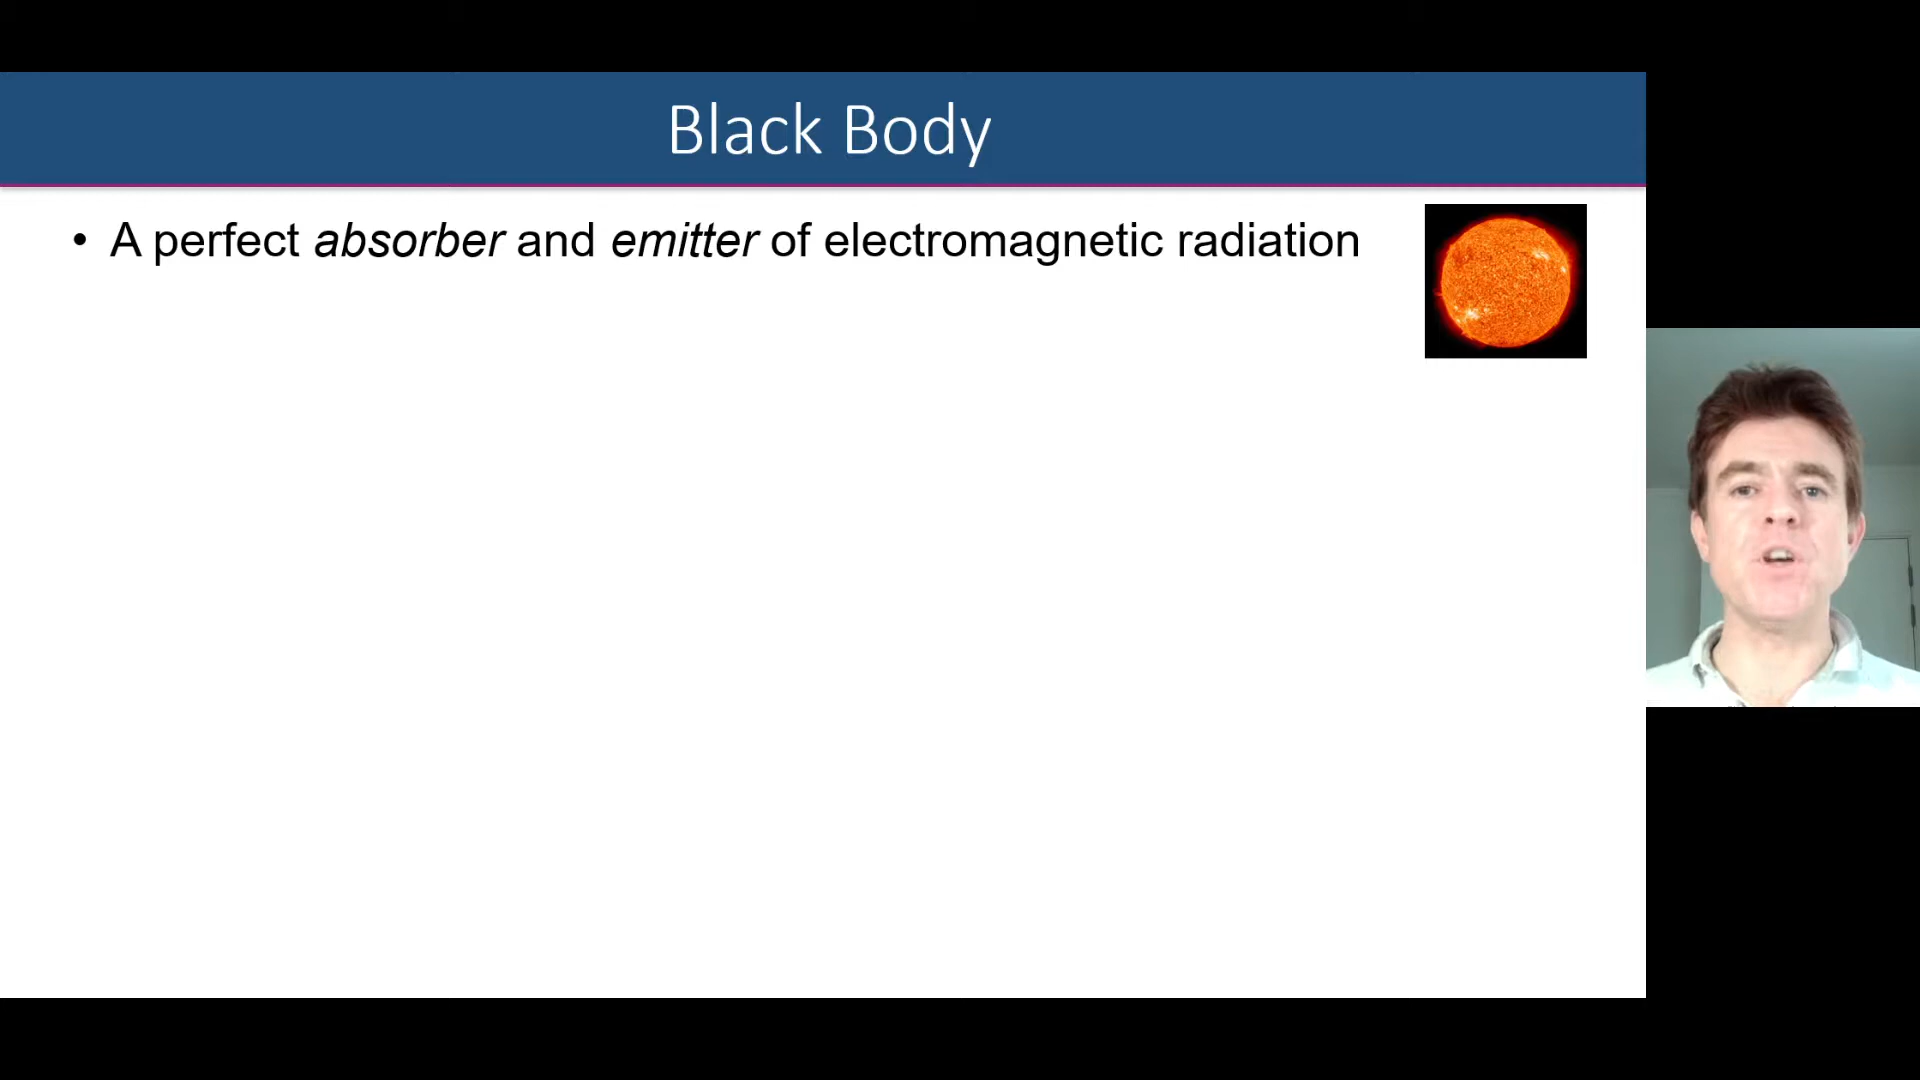 Black Body
• A perfect absorber and emitter of electromagnetic radiation